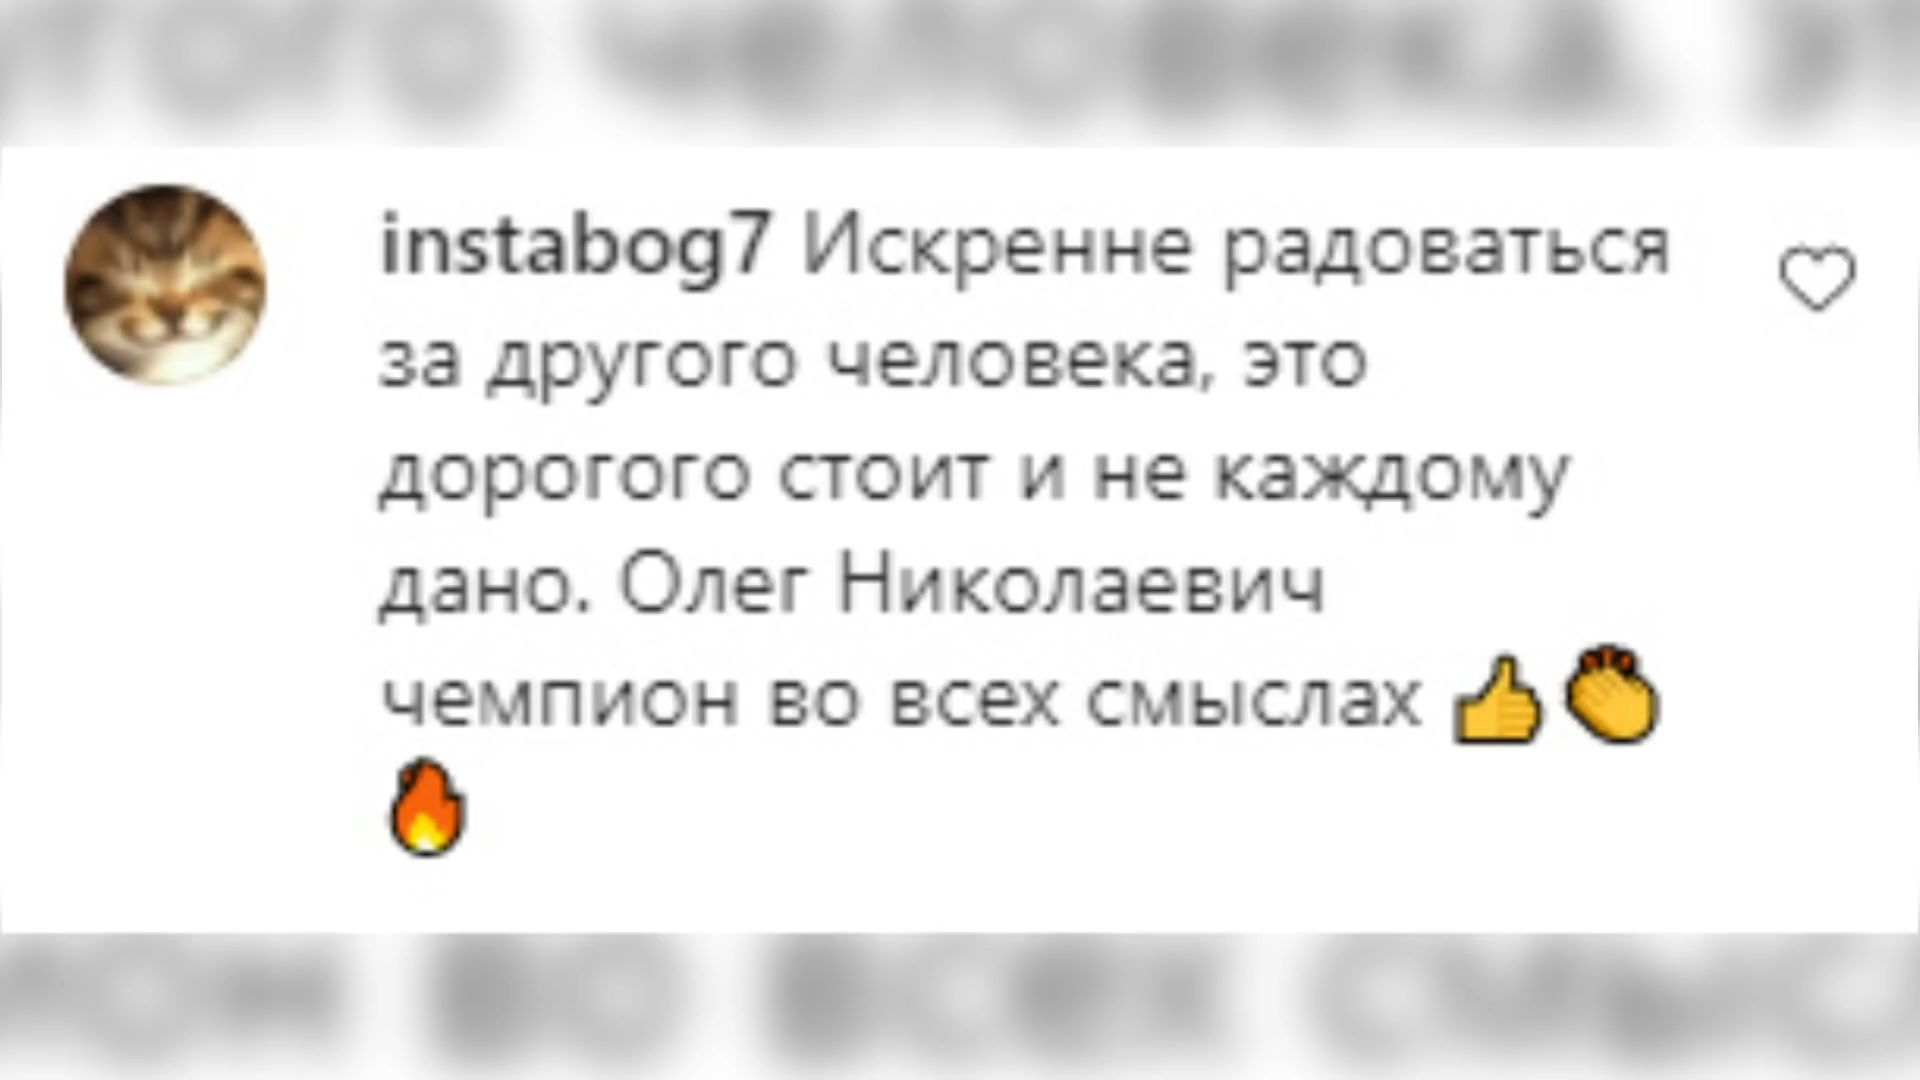 instabog7 Искренне радоваться
за другого человека, это
дорогого стоит и не каждому
дано. Олег Николаевич
чемпион во всех смыслах 👍👏
🔥